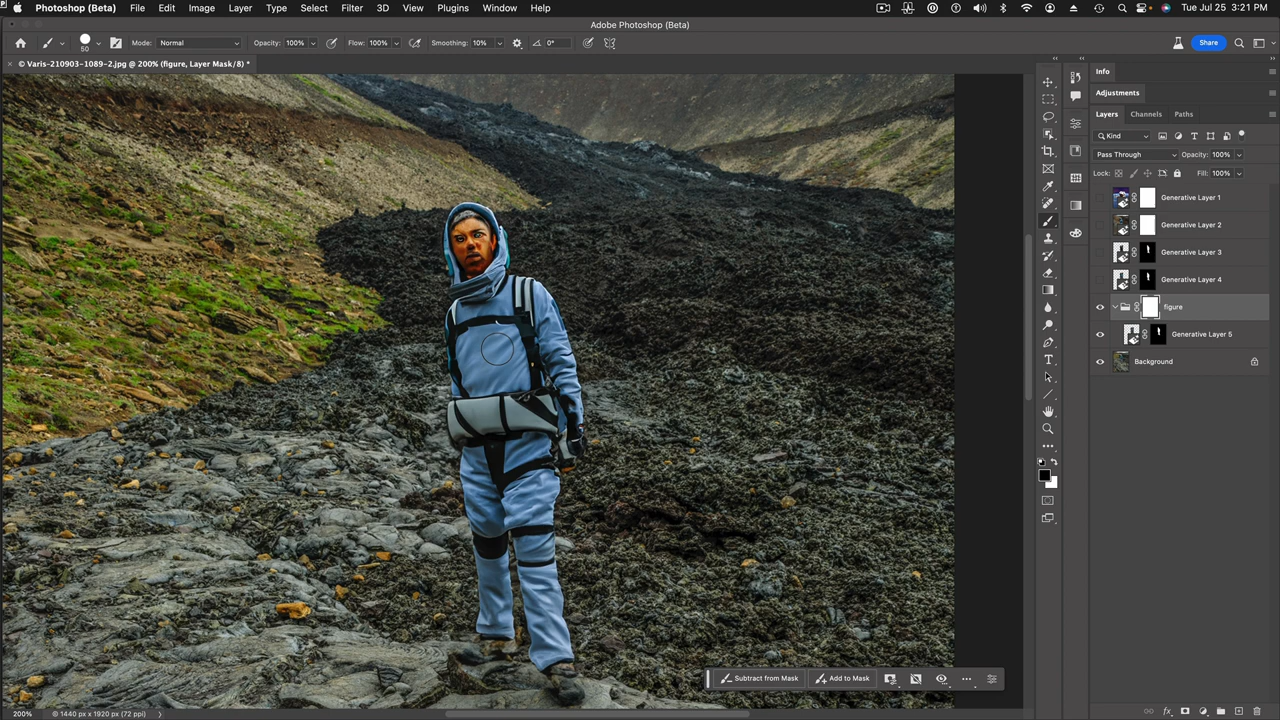 Photoshop (Beta) File Edit Image Layer Type Select Filter 3D View Plugins Window Help Tue Jul 25 3:21 PM
Adobe Photoshop (Beta)
50 Mode: Normal Opacity: 100% Flow: 100% Smoothing: 10% 0° Share
© Varis-210903-1089-2.jpg @ 200% (figure, Layer Mask/8) *
Info
Adjustments
Layers Channels Paths
Kind
Pass Through Opacity: 100%
Lock: Fill: 100%
Generative Layer 1
Generative Layer 2
Generative Layer 3
Generative Layer 4
figure
Generative Layer 5
Background
Subtract from Mask Add to Mask
200% © 1440 px x 1920 px (72 ppi)